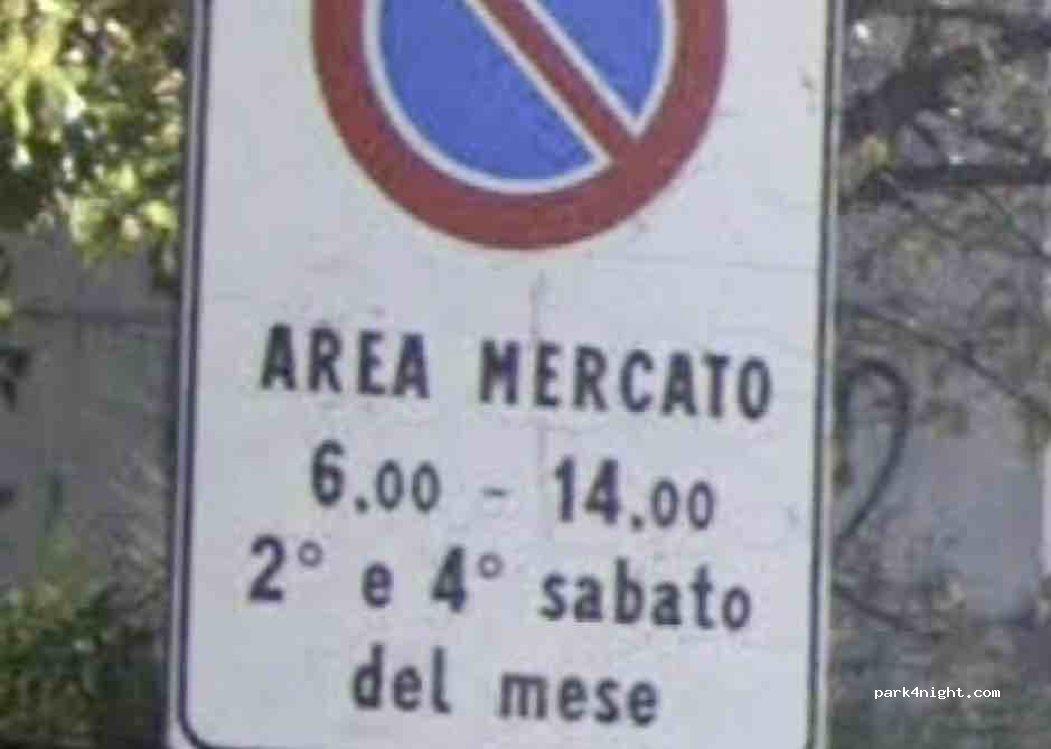 AREA MERCATO
6.00 - 14.00
2° e 4° sabato
del mese
park4night.com